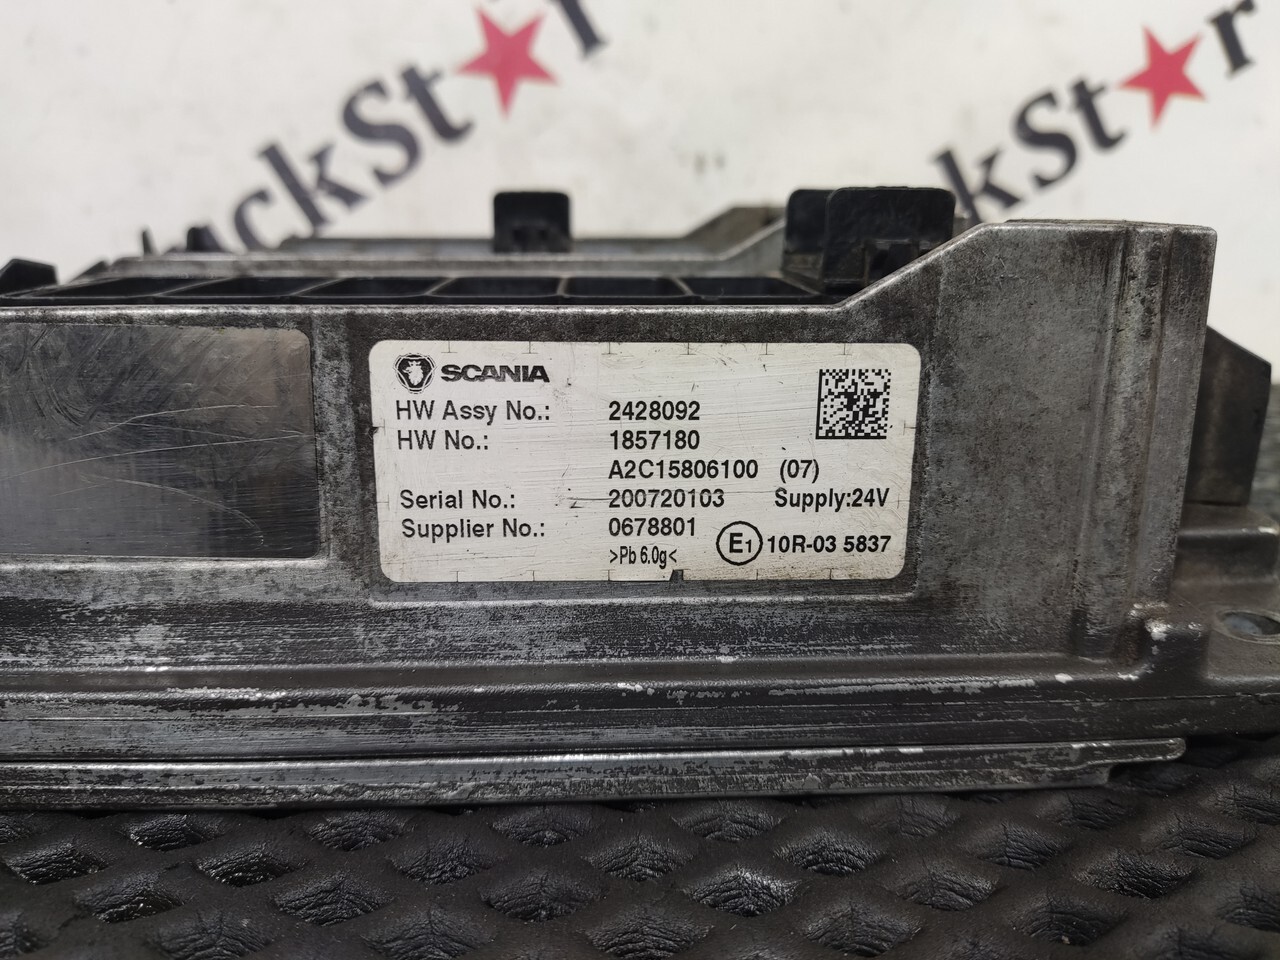 SCANIA
HW Assy No.: 2428092
HW No.: 1857180
A2C15806100 (07)
Serial No.: 200720103 Supply:24V
Supplier No.: 0678801
>Pb 6.0g< E1 10R-03 5837